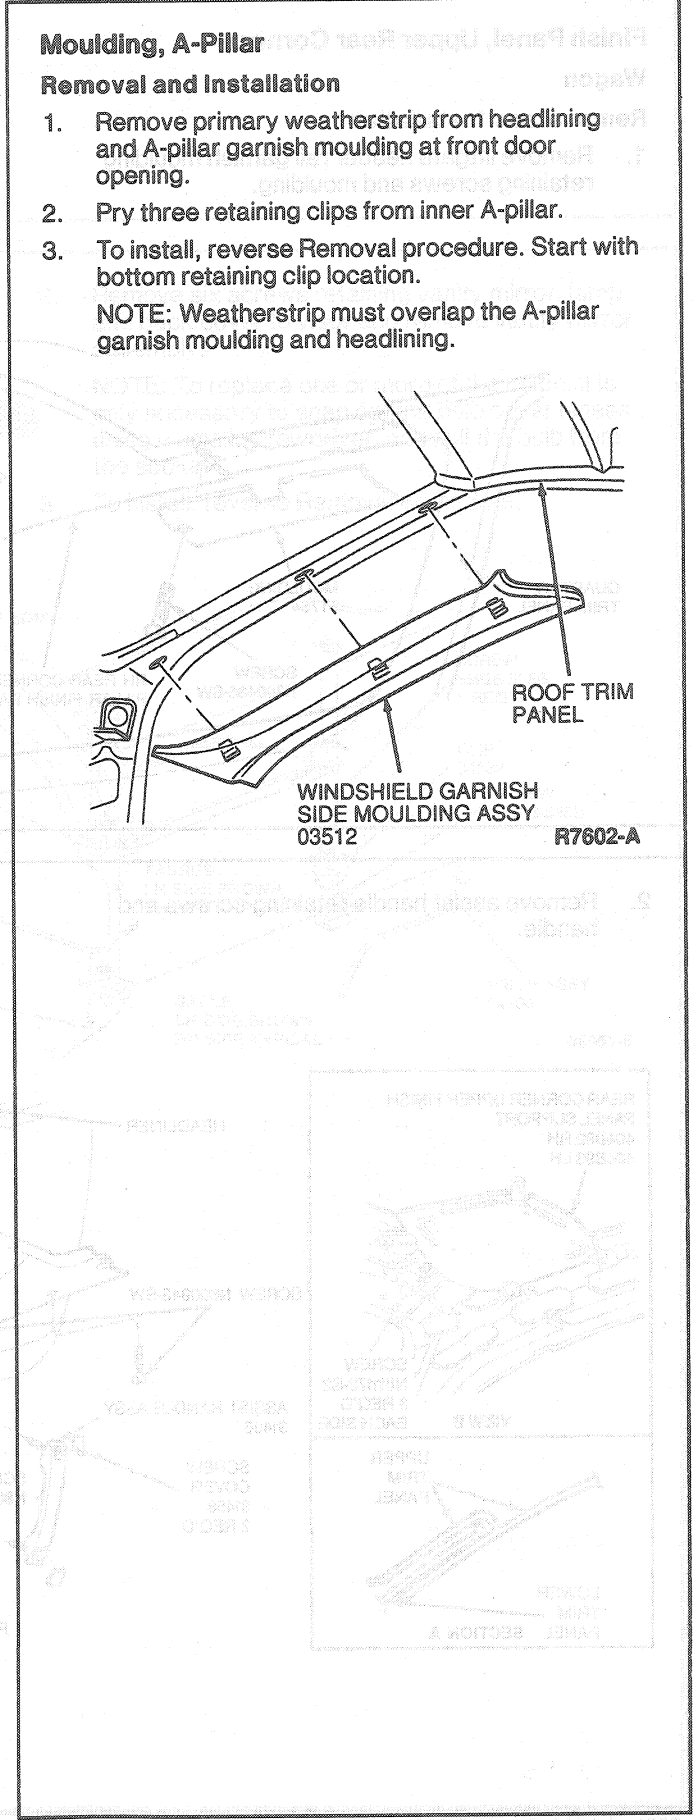 Moulding, A-Pillar
Removal and Installation
1. Remove primary weatherstrip from headlining
and A-pillar garnish moulding at front door
opening.
2. Pry three retaining clips from inner A-pillar.
3. To install, reverse Removal procedure. Start with
bottom retaining clip location.
NOTE: Weatherstrip must overlap the A-pillar
garnish moulding and headlining.
ROOF TRIM
PANEL
WINDSHIELD GARNISH
SIDE MOULDING ASSY
03512
R7602-A